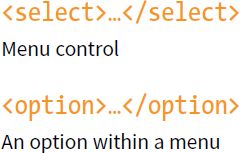 <select>…</select>
Menu control
<option>…</option>
An option within a menu